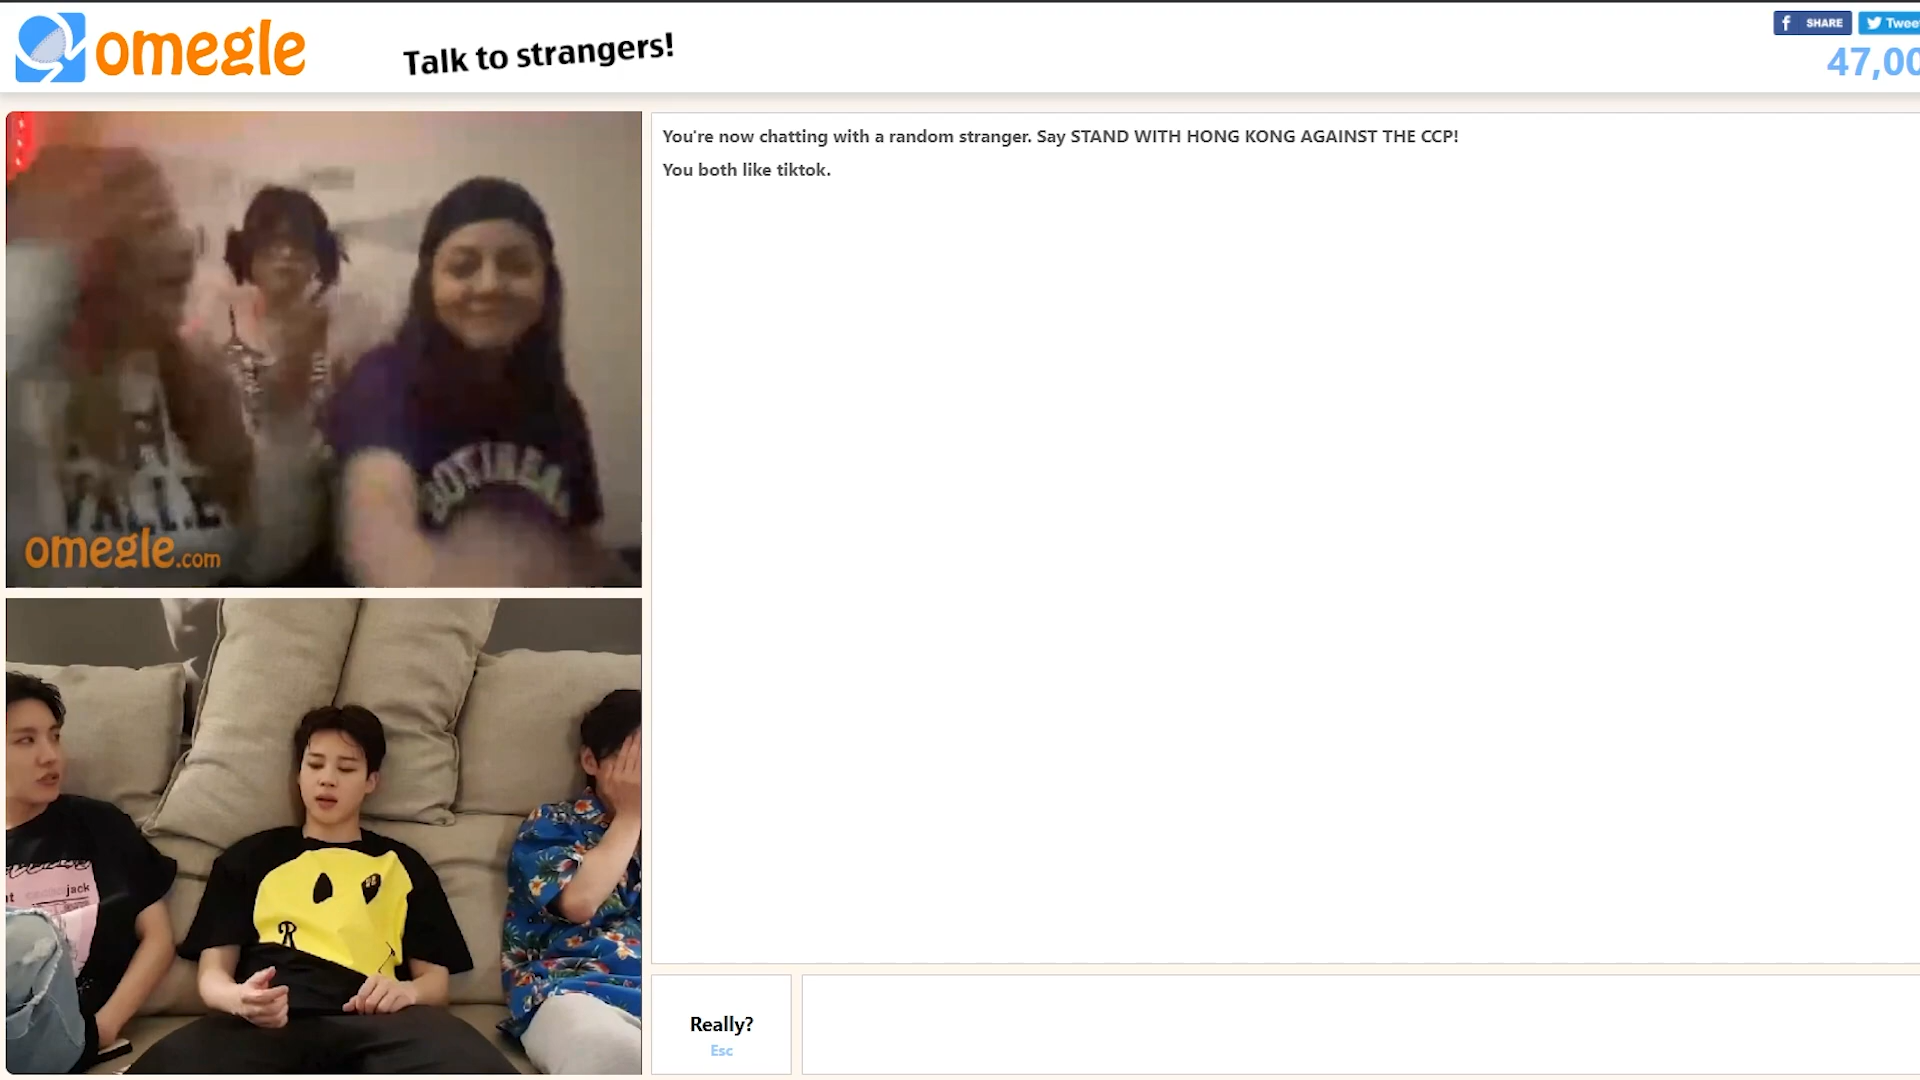 omegle
Talk to strangers!
SHARE
47,00
You're now chatting with a random stranger. Say STAND WITH HONG KONG AGAINST THE CCP!
You both like tiktok.
omegle.com
jack
R
Really?
Esc